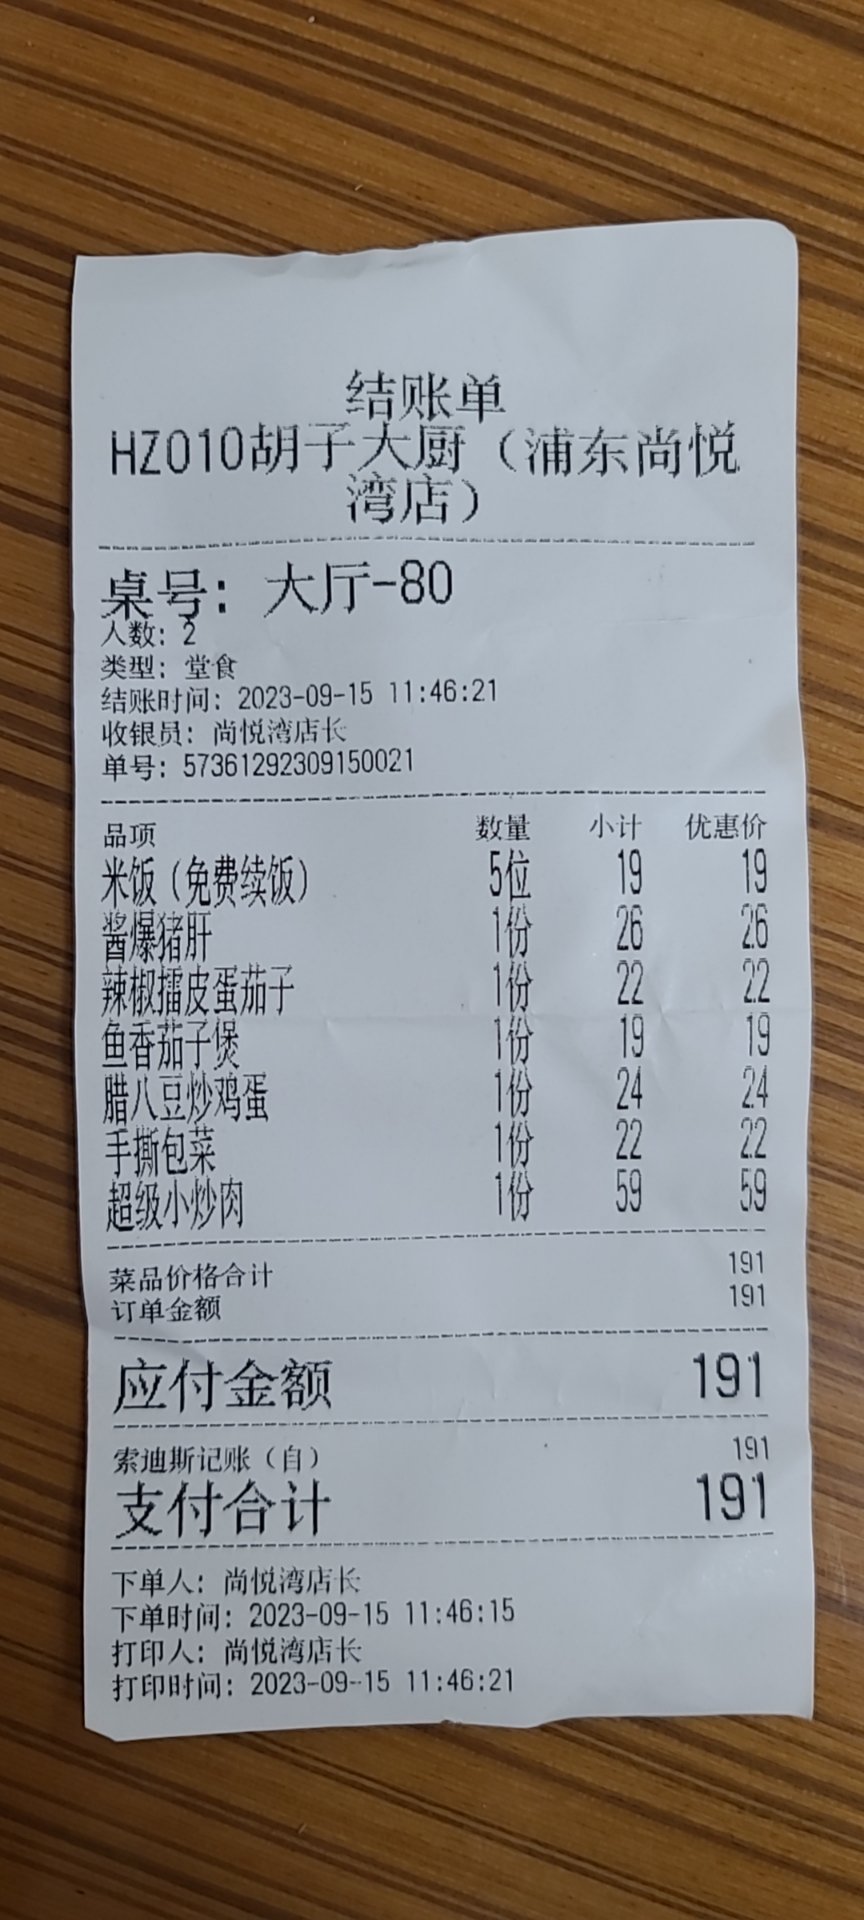 结账单
HZ010胡子大厨（浦东尚悦
湾店）
桌号：大厅-80
人数：2
类型：堂食
结账时间：2023-09-15 11:46:21
收银员：尚悦湾店长
单号：57361292309150021
品项 数量 小计 优惠价
米饭（免费续饭） 5位 19 19
酱爆猪肝 1份 26 26
辣椒擂皮蛋茄子 1份 22 22
鱼香茄子煲 1份 19 19
腊八豆炒鸡蛋 1份 24 24
手撕包菜 1份 22 22
超级小炒肉 1份 59 59
菜品价格合计 191
订单金额 191
应付金额 191
索迪斯记账（自） 191
支付合计 191
下单人：尚悦湾店长
下单时间：2023-09-15 11:46:15
打印人：尚悦湾店长
打印时间：2023-09-15 11:46:21